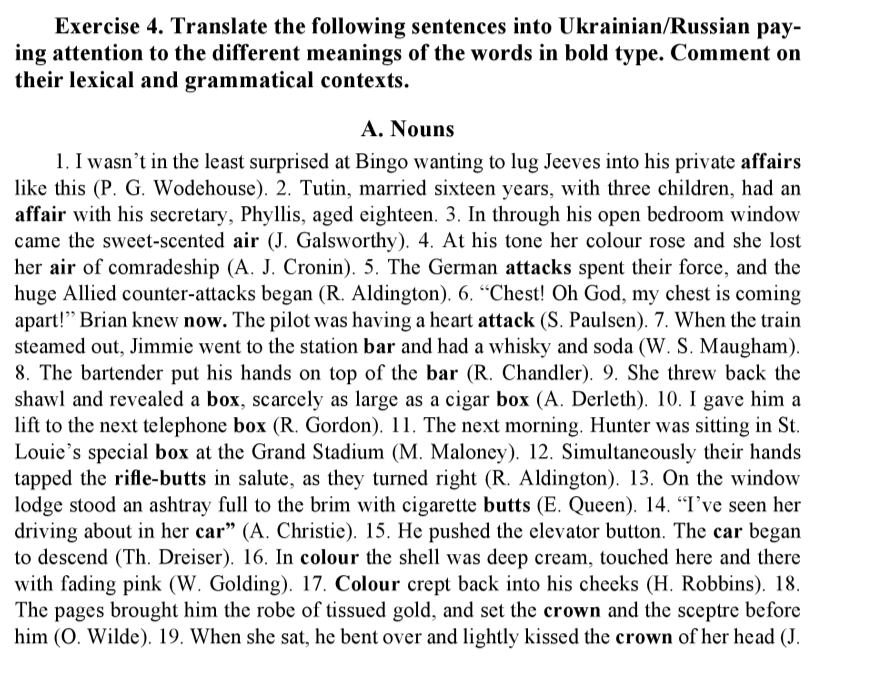 Exercise 4. Translate the following sentences into Ukrainian/Russian pay-
ing attention to the different meanings of the words in bold type. Comment on
their lexical and grammatical contexts.
A. Nouns
1. I wasn’t in the least surprised at Bingo wanting to lug Jeeves into his private affairs
like this (P. G. Wodehouse). 2. Tutin, married sixteen years, with three children, had an
affair with his secretary, Phyllis, aged eighteen. 3. In through his open bedroom window
came the sweet-scented air (J. Galsworthy). 4. At his tone her colour rose and she lost
her air of comradeship (A. J. Cronin). 5. The German attacks spent their force, and the
huge Allied counter-attacks began (R. Aldington). 6. “Chest! Oh God, my chest is coming
apart!” Brian knew now. The pilot was having a heart attack (S. Paulsen). 7. When the train
steamed out, Jimmie went to the station bar and had a whisky and soda (W. S. Maugham).
8. The bartender put his hands on top of the bar (R. Chandler). 9. She threw back the
shawl and revealed a box, scarcely as large as a cigar box (A. Derleth). 10. I gave him a
lift to the next telephone box (R. Gordon). 11. The next morning. Hunter was sitting in St.
Louie’s special box at the Grand Stadium (M. Maloney). 12. Simultaneously their hands
tapped the rifle-butts in salute, as they turned right (R. Aldington). 13. On the window
lodge stood an ashtray full to the brim with cigarette butts (E. Queen). 14. “I’ve seen her
driving about in her car” (A. Christie). 15. He pushed the elevator button. The car began
to descend (Th. Dreiser). 16. In colour the shell was deep cream, touched here and there
with fading pink (W. Golding). 17. Colour crept back into his cheeks (H. Robbins). 18.
The pages brought him the robe of tissued gold, and set the crown and the sceptre before
him (O. Wilde). 19. When she sat, he bent over and lightly kissed the crown of her head (J.